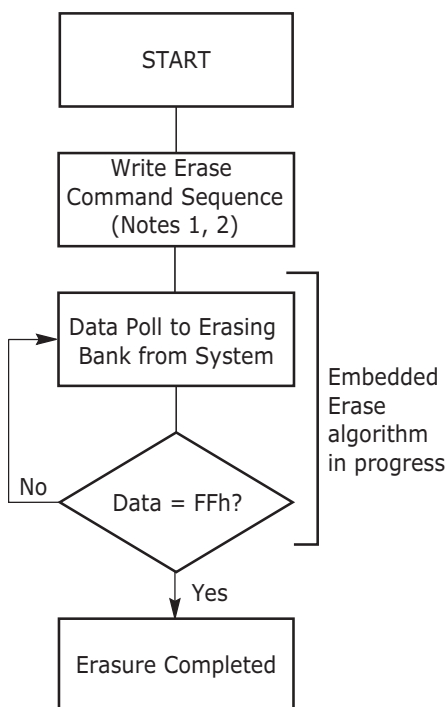 START
Write Erase
Command Sequence
(Notes 1, 2)
Data Poll to Erasing
Bank from System
Embedded
Erase
algorithm
in progress
No
Data = FFh?
Yes
Erasure Completed